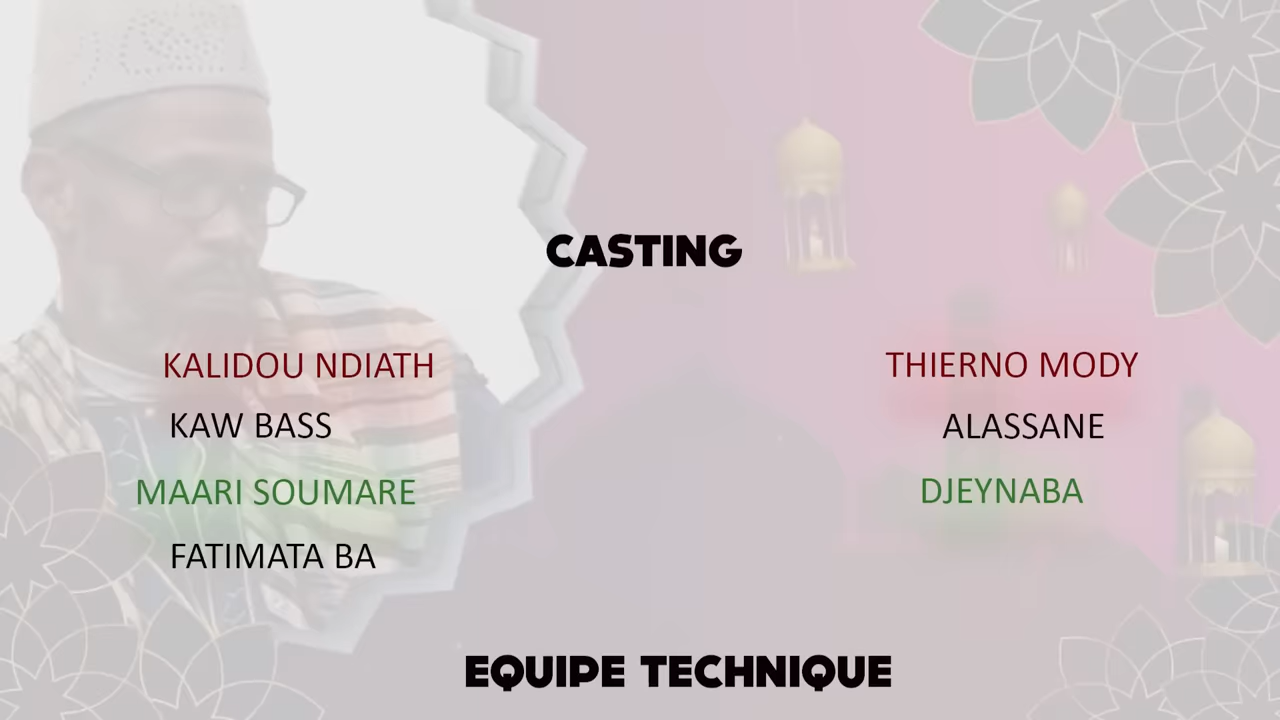 CASTING
KALIDOU NDIATH THIERNO MODY
KAW BASS ALASSANE
MAARI SOUMARE DJEYNABA
FATIMATA BA
EQUIPE TECHNIQUE